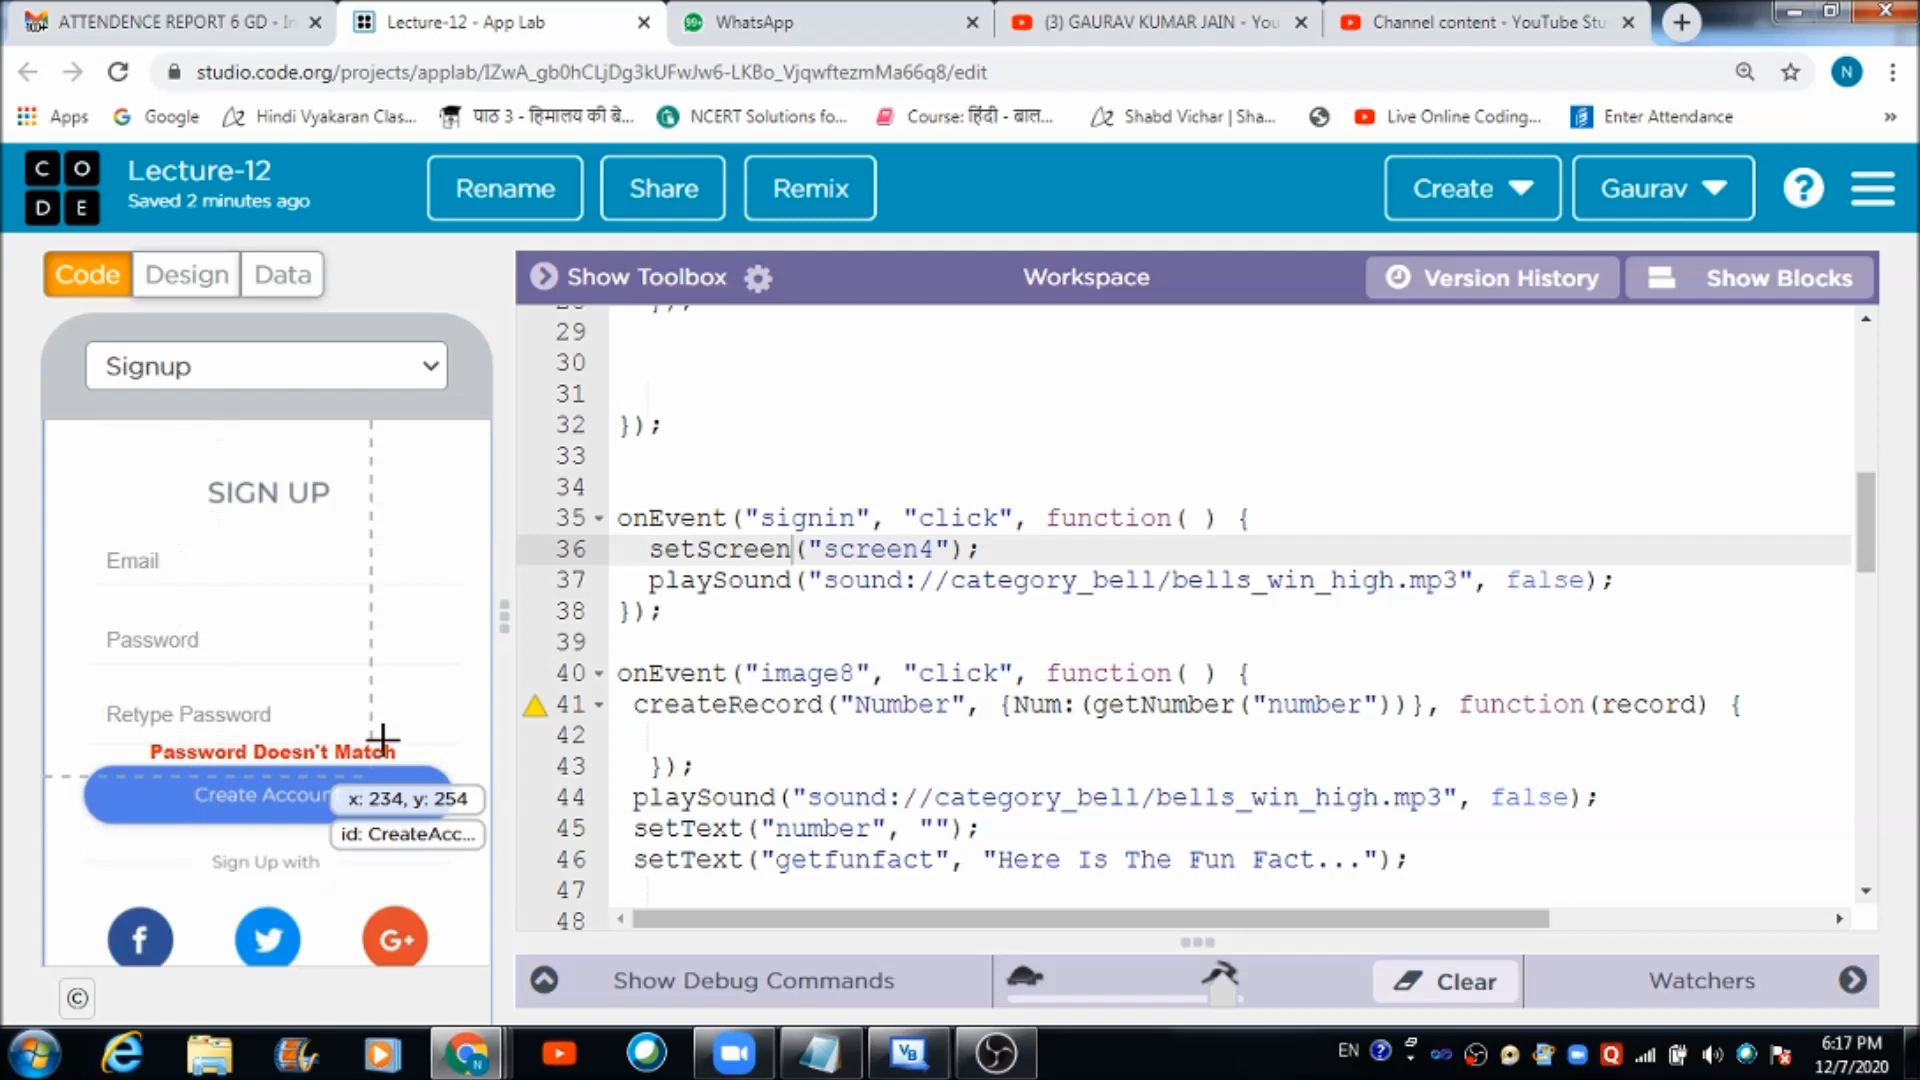 ATTENDENCE REPORT 6 GD - In
Lecture-12 - App Lab
WhatsApp
(3) GAURAV KUMAR JAIN - You
Channel content - YouTube Stu
studio.code.org/projects/applab/IZwA_gb0hCLjDg3kUFwJw6-LKBo_VjqwftezmMa66q8/edit
N
Apps
Google
Hindi Vyakaran Clas...
पाठ 3 - हिमालय की बे...
NCERT Solutions fo...
Course: हिंदी - बाल...
Shabd Vichar | Sha...
Live Online Coding...
Enter Attendance
»
C O
D E
Lecture-12
Saved 2 minutes ago
Rename
Share
Remix
Create
Gaurav
?
Code
Design
Data
Show Toolbox
Workspace
Version History
Show Blocks
Signup
SIGN UP
Email
Password
Retype Password
Password Doesn't Match
Create Accoun
x: 234, y: 254
id: CreateAcc...
Sign Up with
f
G+
29
30
31
32 });
33
34
35 onEvent("signin", "click", function( ) {
36 setScreen("screen4");
37 playSound("sound://category_bell/bells_win_high.mp3", false);
38 });
39
40 onEvent("image8", "click", function( ) {
41 createRecord("Number", {Num:(getNumber("number"))}, function(record) {
42
43 });
44 playSound("sound://category_bell/bells_win_high.mp3", false);
45 setText("number", "");
46 setText("getfunfact", "Here Is The Fun Fact...");
47
48
©
Show Debug Commands
Clear
Watchers
EN
6:17 PM
12/7/2020